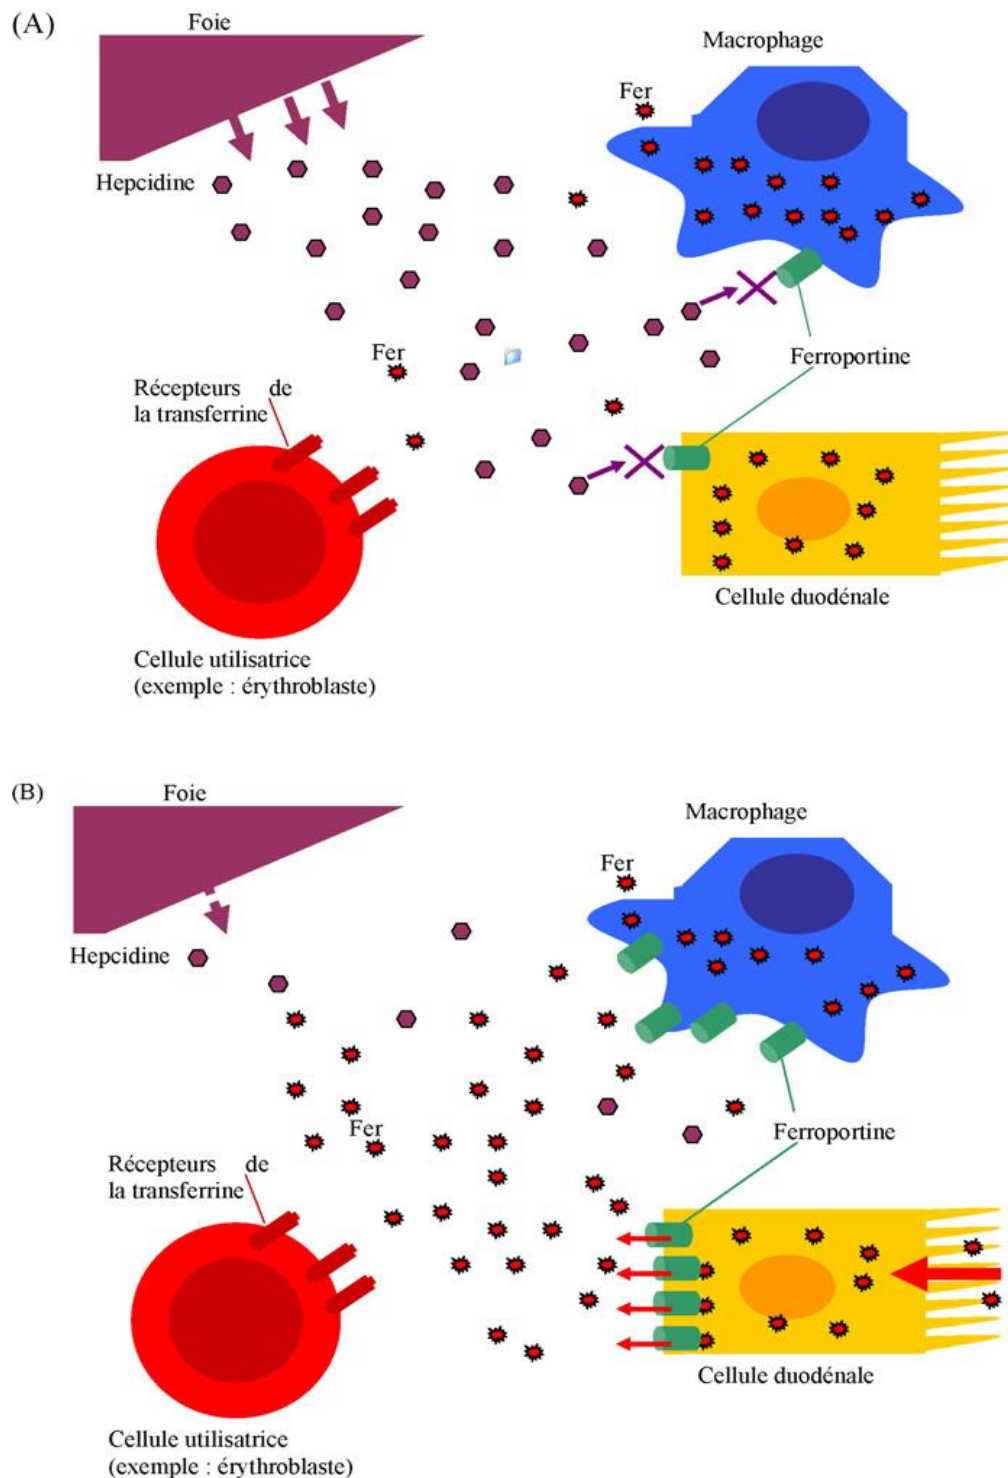 (A)
Foie
Macrophage
Fer
Hepcidine
Fer
Ferroportine
Récepteurs de
la transferrine
Cellule duodénale
Cellule utilisatrice
(exemple : érythroblaste)
(B)
Foie
Macrophage
Fer
Hepcidine
Fer
Ferroportine
Récepteurs de
la transferrine
Cellule duodénale
Cellule utilisatrice
(exemple : érythroblaste)